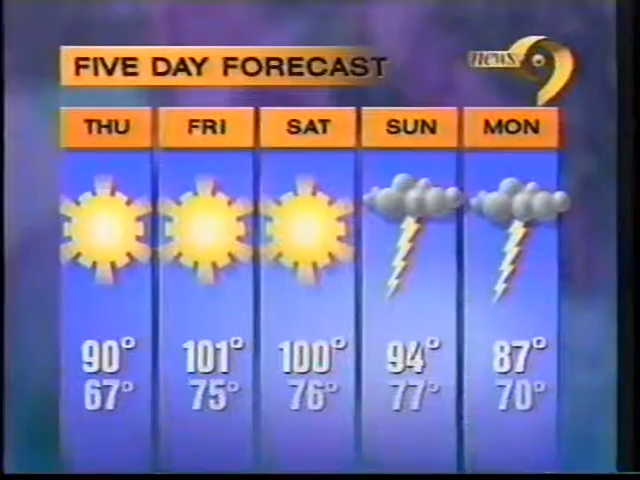 FIVE DAY FORECAST
news 9
THU FRI SAT SUN MON
90° 101° 100° 94° 87°
67° 75° 76° 77° 70°